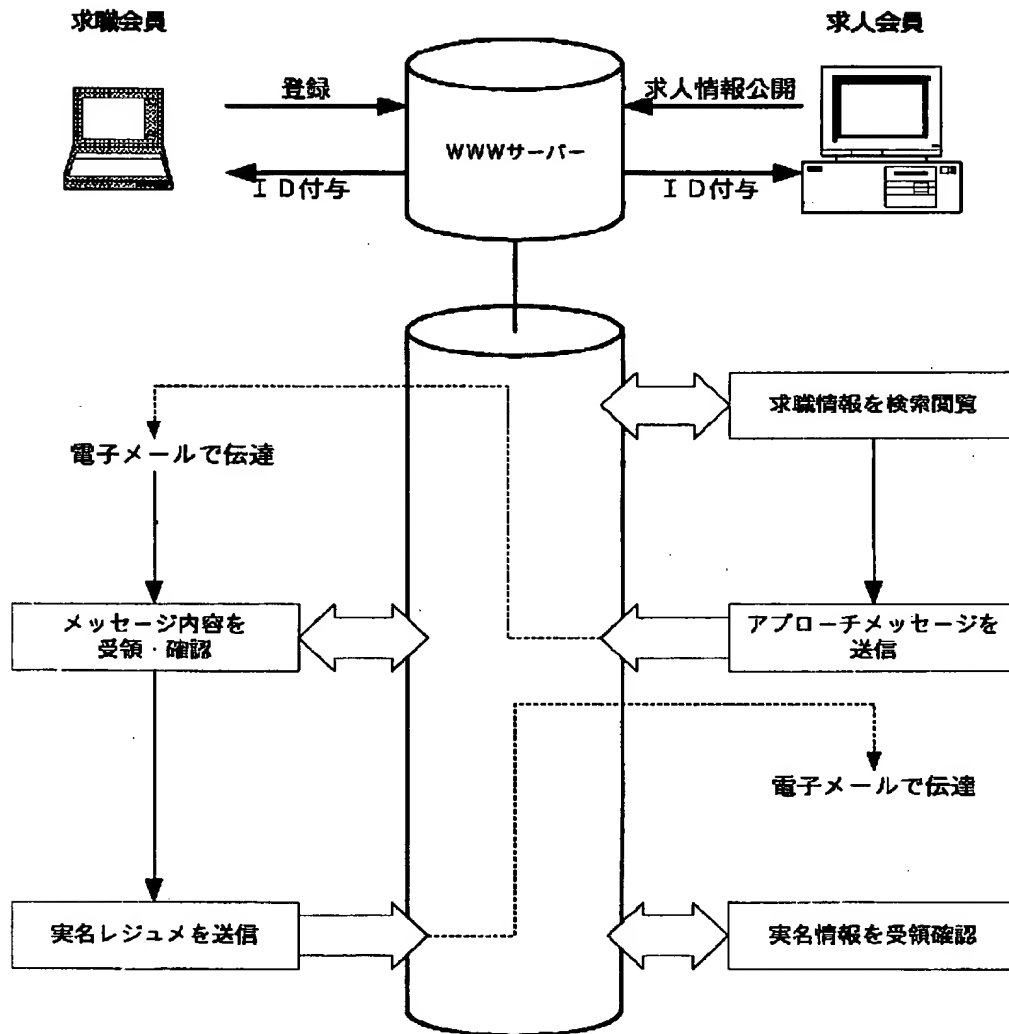 求職会員
求人会員
登録
求人情報公開
WWWサーバー
ＩＤ付与
ＩＤ付与
求職情報を検索閲覧
電子メールで伝達
メッセージ内容を
受領・確認
アプローチメッセージを
送信
電子メールで伝達
実名レジュメを送信
実名情報を受領確認